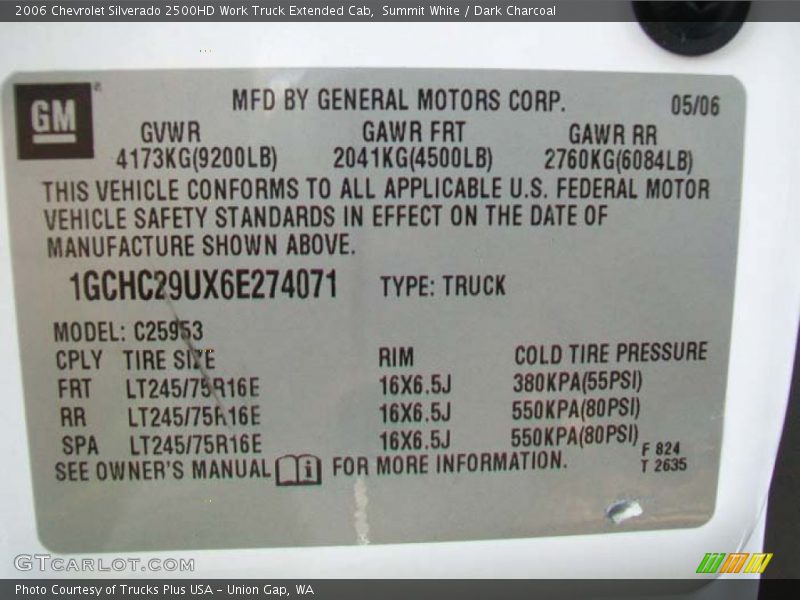 2006 Chevrolet Silverado 2500HD Work Truck Extended Cab,  Summit White / Dark Charcoal
GM
MFD BY GENERAL MOTORS CORP.
05/06
GVWR GAWR FRT GAWR RR
4173KG(9200LB) 2041KG(4500LB) 2760KG(6084LB)
THIS VEHICLE CONFORMS TO ALL APPLICABLE U.S. FEDERAL MOTOR
VEHICLE SAFETY STANDARDS IN EFFECT ON THE DATE OF
MANUFACTURE SHOWN ABOVE.
1GCHC29UX6E274071 TYPE: TRUCK
MODEL: C25953
CPLY TIRE SIZE RIM COLD TIRE PRESSURE
FRT LT245/75R16E 16X6.5J 380KPA(55PSI)
RR LT245/75R16E 16X6.5J 550KPA(80PSI)
SPA LT245/75R16E 16X6.5J 550KPA(80PSI)
F 824
T 2635
SEE OWNER'S MANUAL i FOR MORE INFORMATION.
GTCARLOT.COM
Photo Courtesy of Trucks Plus USA - Union Gap, WA